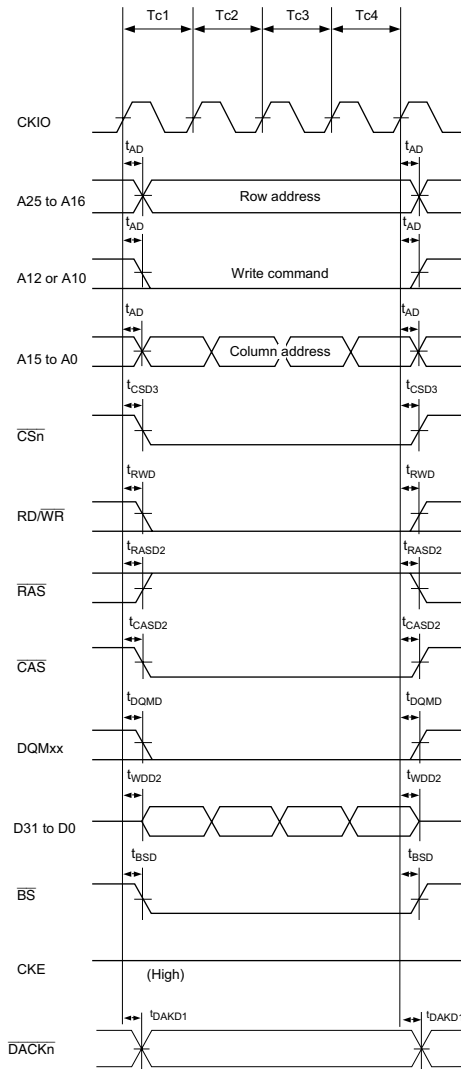 Tc1 Tc2 Tc3 Tc4
CKIO
tAD tAD
A25 to A16 Row address
tAD tAD
A12 or A10 Write command
tAD tAD
A15 to A0 Column address
tCSD3 tCSD3
CSn
tRWD tRWD
RD/WR
tRASD2 tRASD2
RAS
tCASD2 tCASD2
CAS
tDQMD tDQMD
DQMxx
tWDD2 tWDD2
D31 to D0
tBSD tBSD
BS
CKE (High)
tDAKD1 tDAKD1
DACKn